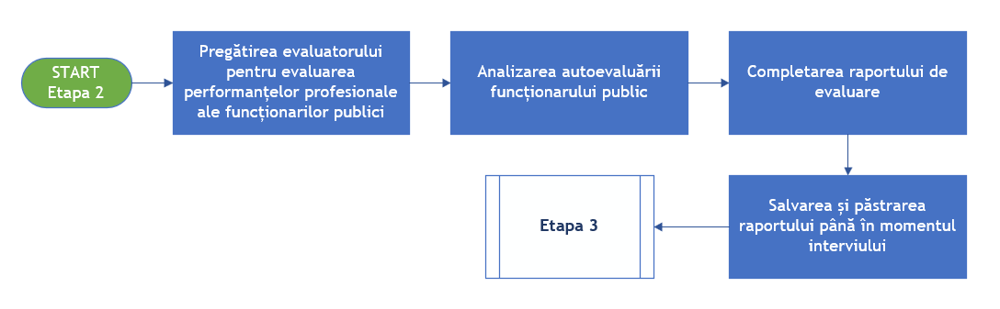 START
Etapa 2
Pregătirea evaluatorului
pentru evaluarea
performanțelor profesionale
ale funcționarilor publici
Analizarea autoevaluării
funcționarului public
Completarea raportului de
evaluare
Salvarea și păstrarea
raportului până în momentul
interviului
Etapa 3